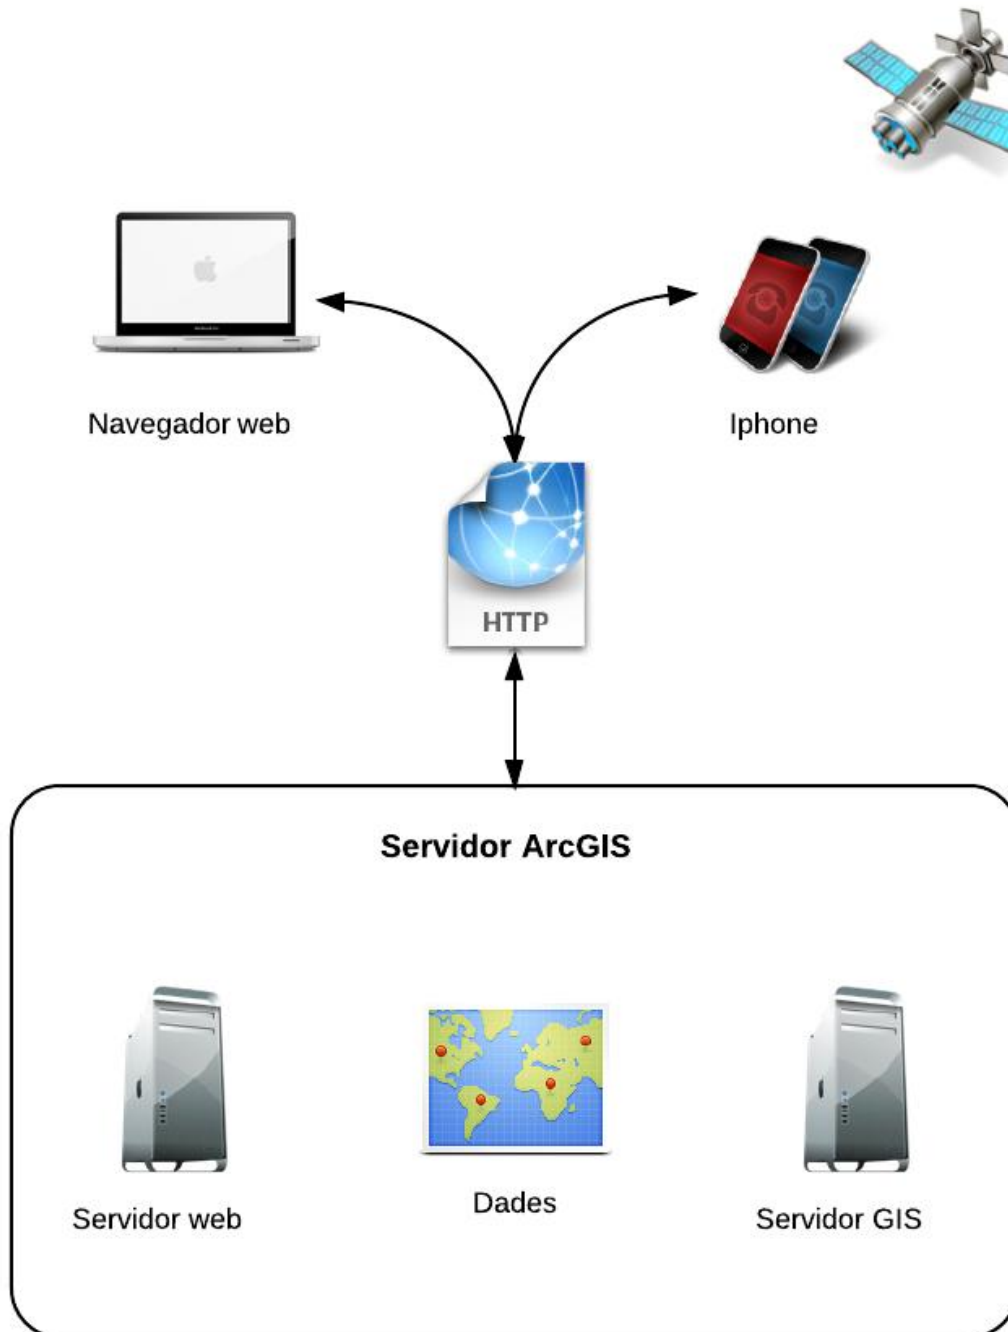 Navegador web
Iphone
HTTP
Servidor ArcGIS
Servidor web
Dades
Servidor GIS